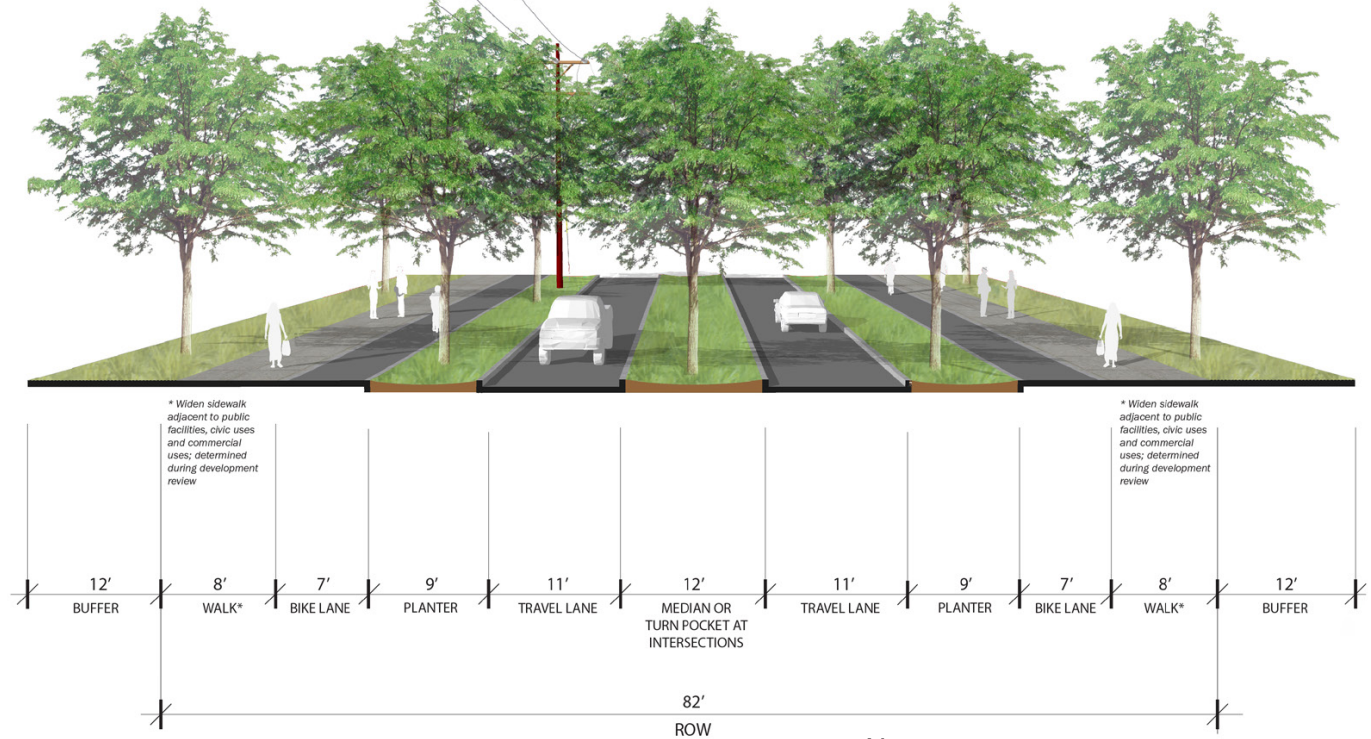 * Widen sidewalk
adjacent to public
facilities, civic uses
and commercial
uses; determined
during development
review
* Widen sidewalk
adjacent to public
facilities, civic uses
and commercial
uses; determined
during development
review
12’ 8’ 7’ 9’ 11’ 12’ 11’ 9’ 7’ 8’ 12’
BUFFER WALK* BIKE LANE PLANTER TRAVEL LANE MEDIAN OR TRAVEL LANE PLANTER BIKE LANE WALK* BUFFER
TURN POCKET AT
INTERSECTIONS
82’
ROW